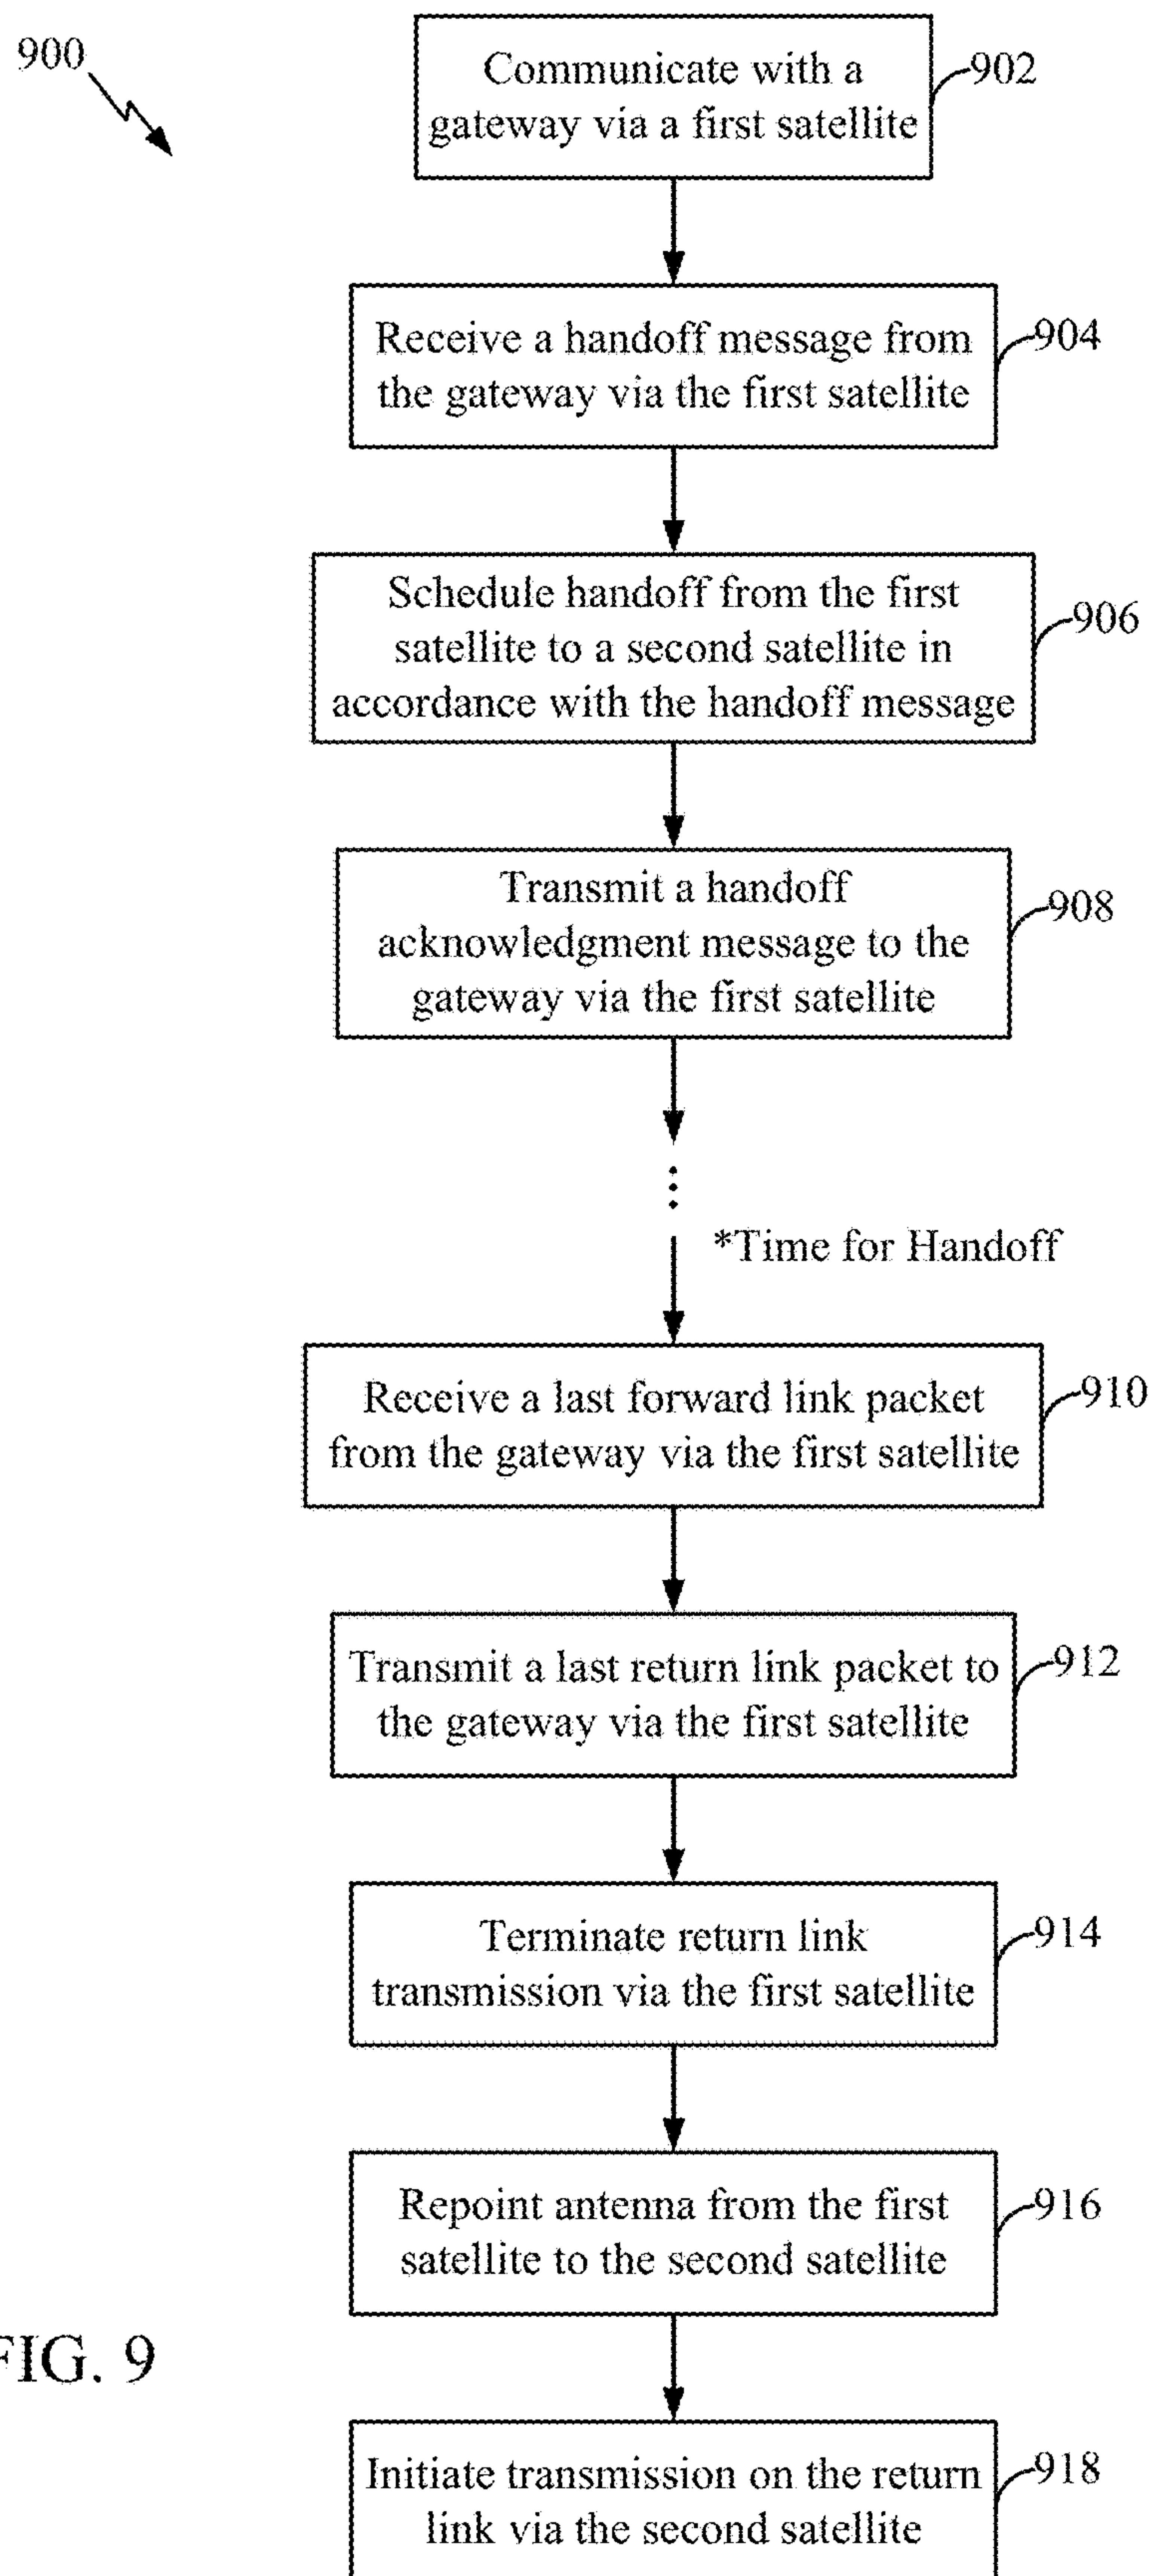 900
Communicate with a
gateway via a first satellite
902
Receive a handoff message from
the gateway via the first satellite
904
Schedule handoff from the first
satellite to a second satellite in
accordance with the handoff message
906
Transmit a handoff
acknowledgment message to the
gateway via the first satellite
908
*Time for Handoff
Receive a last forward link packet
from the gateway via the first satellite
910
Transmit a last return link packet to
the gateway via the first satellite
912
Terminate return link
transmission via the first satellite
914
Repoint antenna from the first
satellite to the second satellite
916
FIG. 9
Initiate transmission on the return
link via the second satellite
918